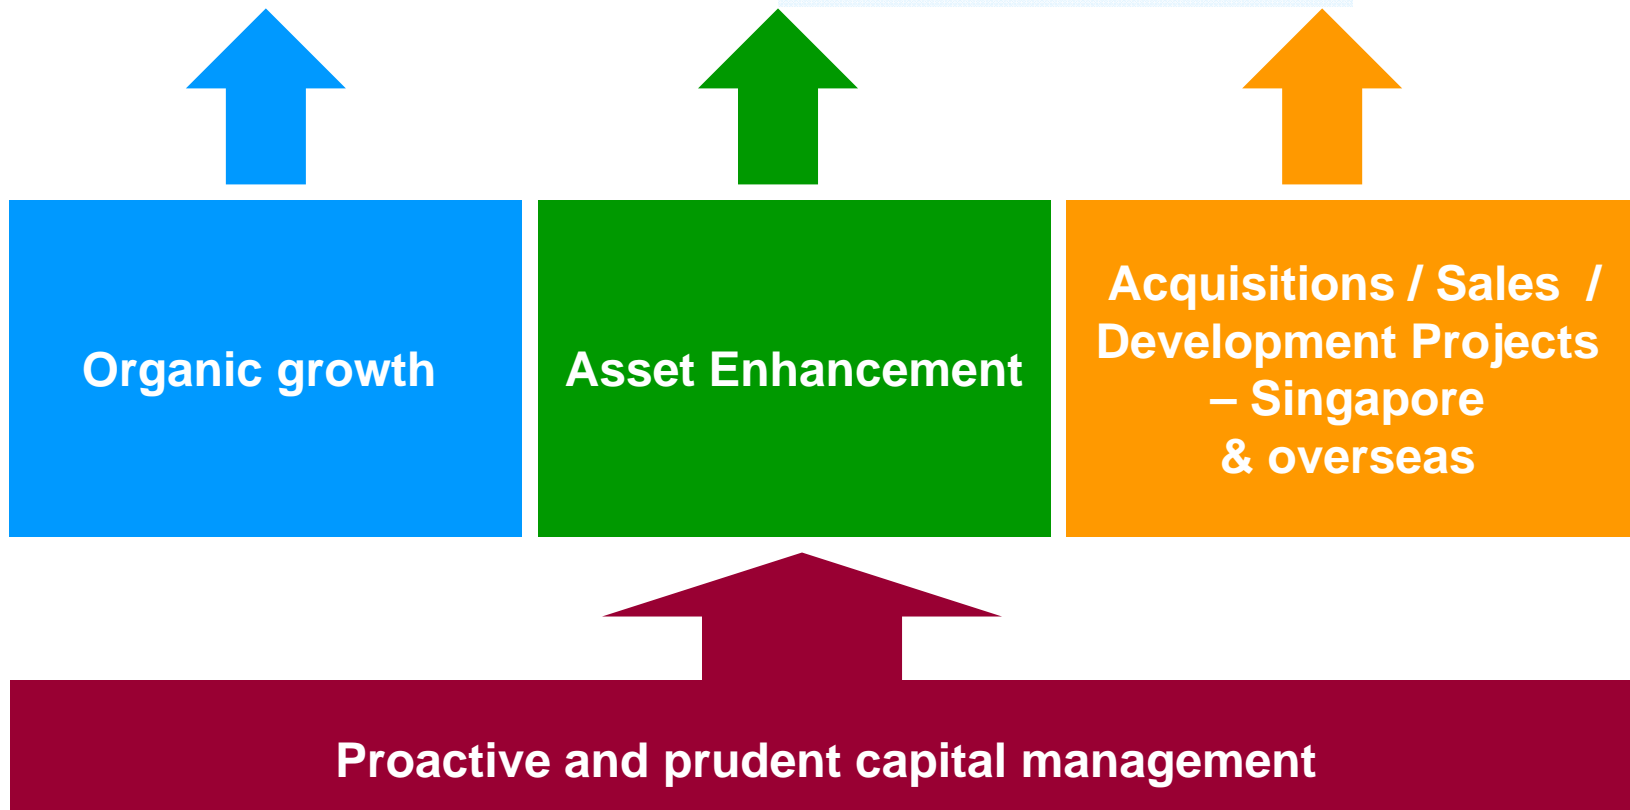 Organic growth
Asset Enhancement
Acquisitions / Sales /
Development Projects
– Singapore
& overseas
Proactive and prudent capital management